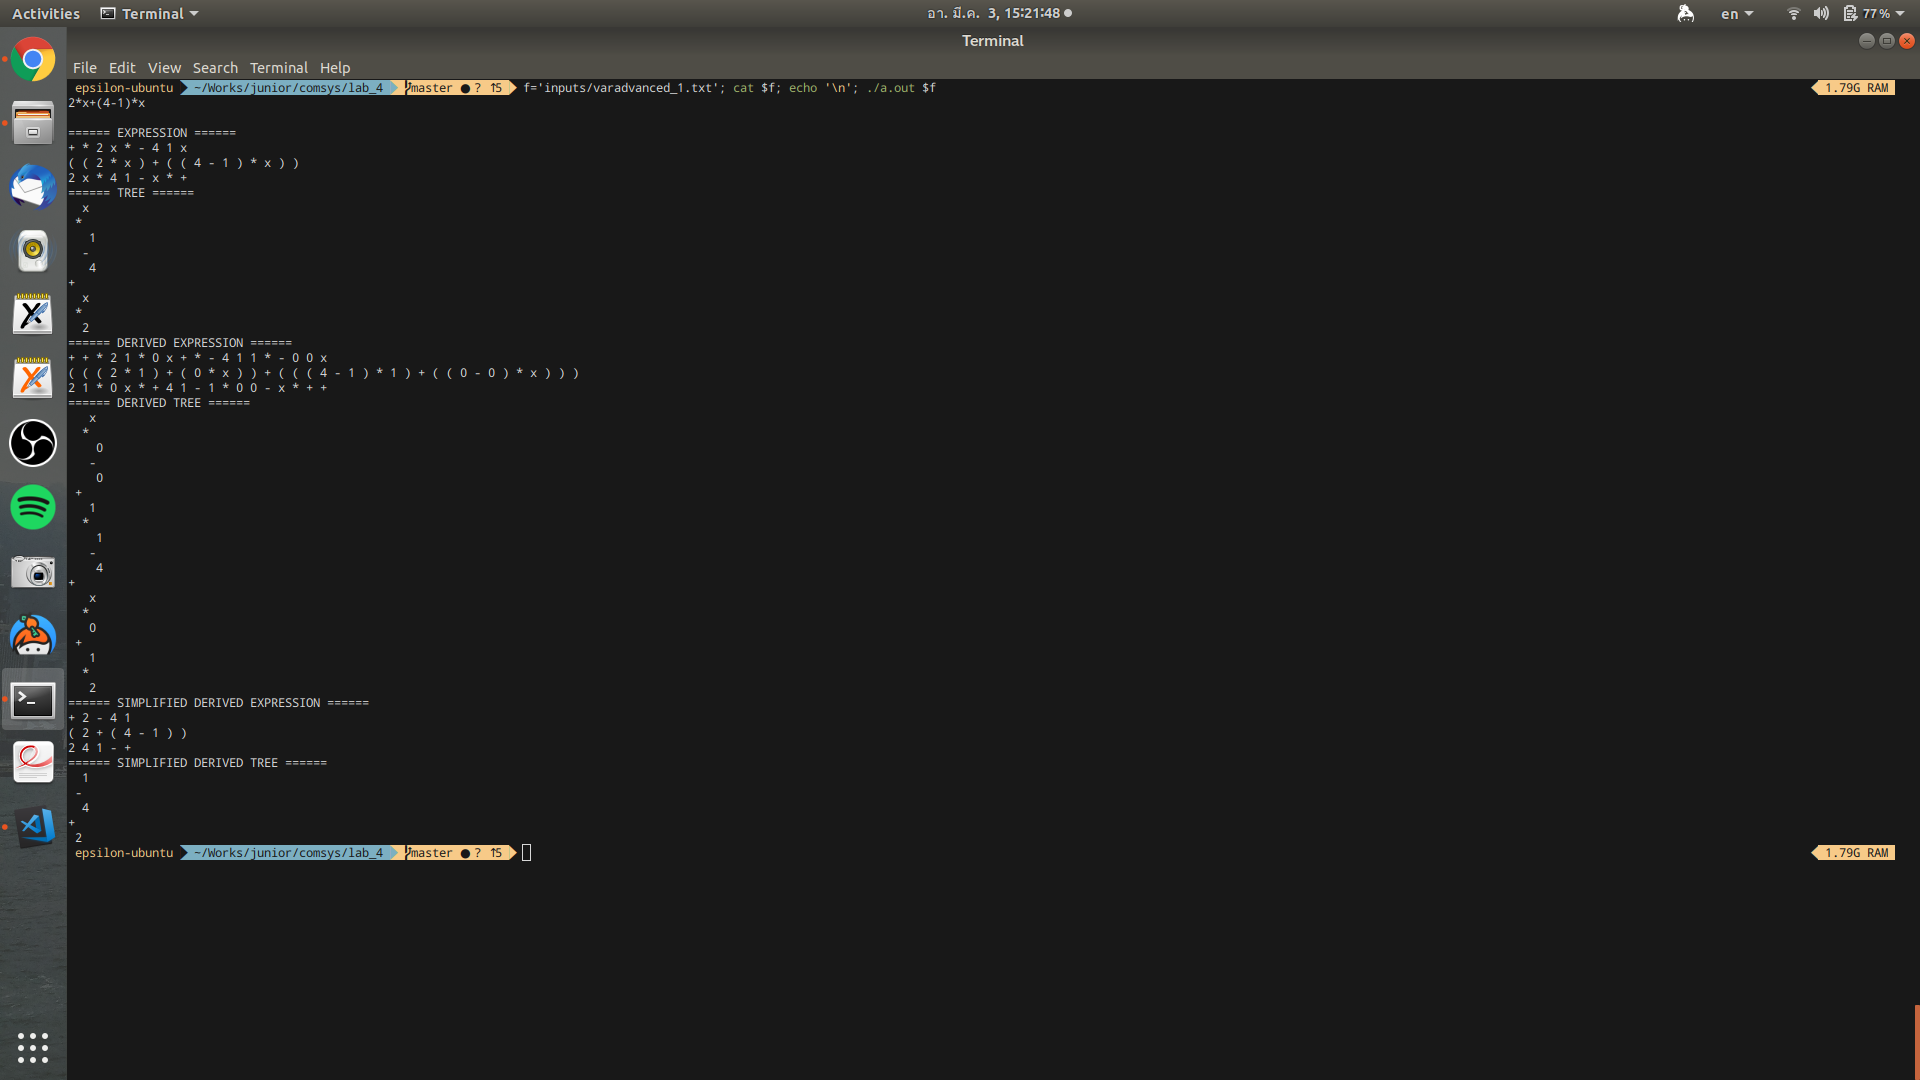 Activities Terminal อา. มี.ค. 3, 15:21:48 en 77 %
Terminal
File Edit View Search Terminal Help
epsilon-ubuntu ~/Works/junior/comsys/lab_4 master ● ? ⇅5 f='inputs/varadvanced_1.txt'; cat $f; echo '\n'; ./a.out $f 1.79G RAM
2*x+(4-1)*x
====== EXPRESSION ======
+ * 2 x * - 4 1 x
( ( 2 * x ) + ( ( 4 - 1 ) * x ) )
2 x * 4 1 - x * +
====== TREE ======
x
*
1
-
4
+
x
*
2
====== DERIVED EXPRESSION ======
+ + * 2 1 * 0 x + * - 4 1 1 * - 0 0 x
( ( ( 2 * 1 ) + ( 0 * x ) ) + ( ( ( 4 - 1 ) * 1 ) + ( ( 0 - 0 ) * x ) ) )
2 1 * 0 x * + 4 1 - 1 * 0 0 - x * + +
====== DERIVED TREE ======
x
*
0
-
0
+
1
*
1
-
4
+
x
*
0
+
1
*
2
====== SIMPLIFIED DERIVED EXPRESSION ======
+ 2 - 4 1
( 2 + ( 4 - 1 ) )
2 4 1 - +
====== SIMPLIFIED DERIVED TREE ======
1
-
4
+
2
epsilon-ubuntu ~/Works/junior/comsys/lab_4 master ● ? ⇅5 1.79G RAM